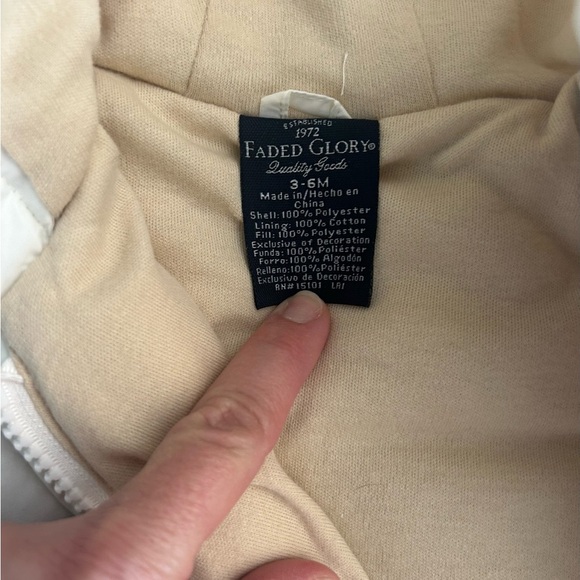 ESTABLISHED
1972
FADED GLORY®
Quality Goods
3-6M
Made in/Hecho en
China
Shell:100% Polyester
Lining: 100% Cotton
Fill: 100% Polyester
Exclusive of Decoration
Funda: 100% Poliéster
Forro: 100% Algodón
Relleno:100% Poliéster
Exclusivo de Decoración
RN#15101 LA1